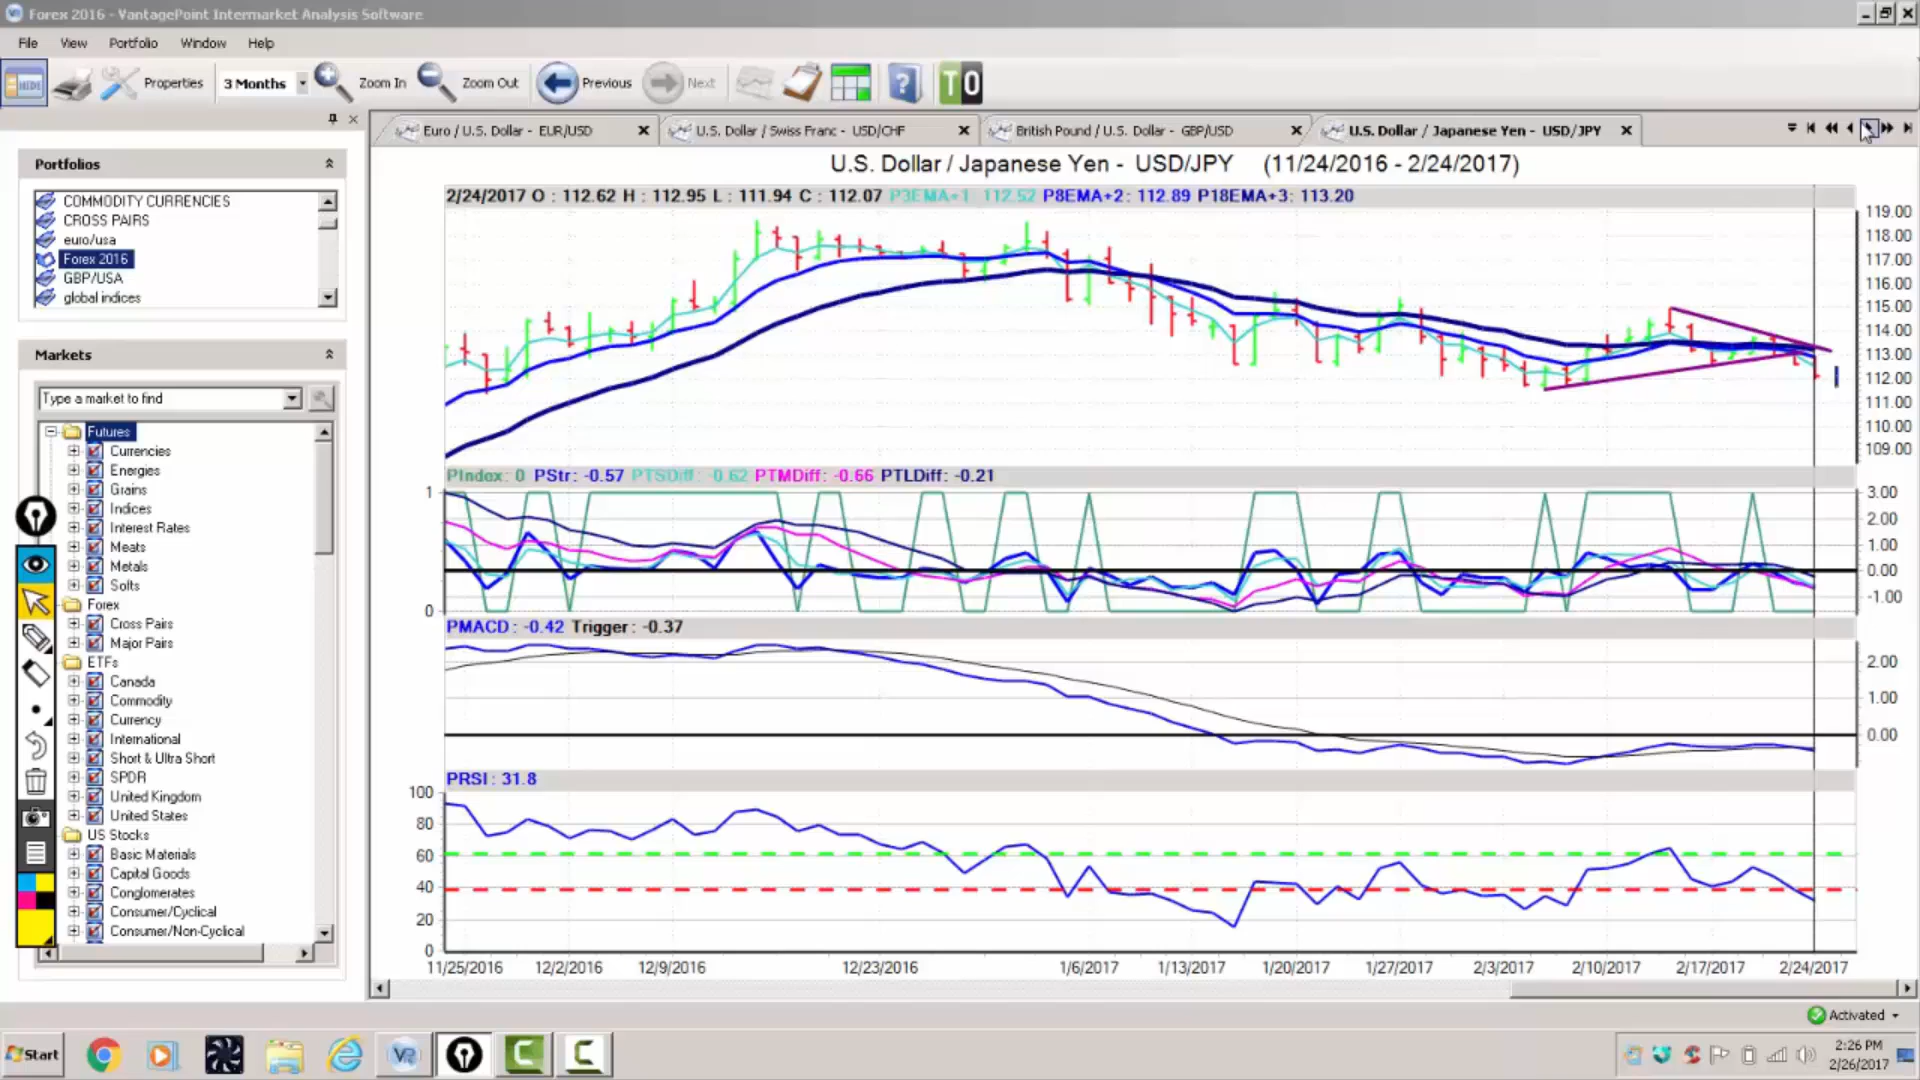 Forex 2016 - VantagePoint Intermarket Analysis Software
File View Portfolio Window Help
HIDE Properties 3 Months Zoom In Zoom Out Previous Next TO
Euro / U.S. Dollar - EUR/USD
U.S. Dollar / Swiss Franc - USD/CHF
British Pound / U.S. Dollar - GBP/USD
U.S. Dollar / Japanese Yen - USD/JPY
Portfolios
COMMODITY CURRENCIES
CROSS PAIRS
euro/usa
Forex 2016
GBP/USA
global indices
Markets
Type a market to find
Futures
Currencies
Energies
Grains
Indices
Interest Rates
Meats
Metals
Softs
Forex
Cross Pairs
Major Pairs
ETFs
Canada
Commodity
Currency
International
Short & Ultra Short
SPDR
United Kingdom
United States
US Stocks
Basic Materials
Capital Goods
Conglomerates
Consumer/Cyclical
Consumer/Non-Cyclical
U.S. Dollar / Japanese Yen - USD/JPY (11/24/2016 - 2/24/2017)
2/24/2017 O : 112.62 H : 112.95 L : 111.94 C : 112.07 P3EMA+1 112.52 P8EMA+2: 112.89 P18EMA+3: 113.20
119.00
118.00
117.00
116.00
115.00
114.00
113.00
112.00
111.00
110.00
109.00
PIndex: 0 PStr: -0.57 PTSDiff: -0.62 PTMDiff: -0.66 PTLDiff: -0.21
1
0
3.00
2.00
1.00
0.00
-1.00
PMACD : -0.42 Trigger : -0.37
2.00
1.00
0.00
PRSI : 31.8
100
80
60
40
20
0
11/25/2016 12/2/2016 12/9/2016 12/23/2016 1/6/2017 1/13/2017 1/20/2017 1/27/2017 2/3/2017 2/10/2017 2/17/2017 2/24/2017
Activated
Start
2:26 PM
2/26/2017